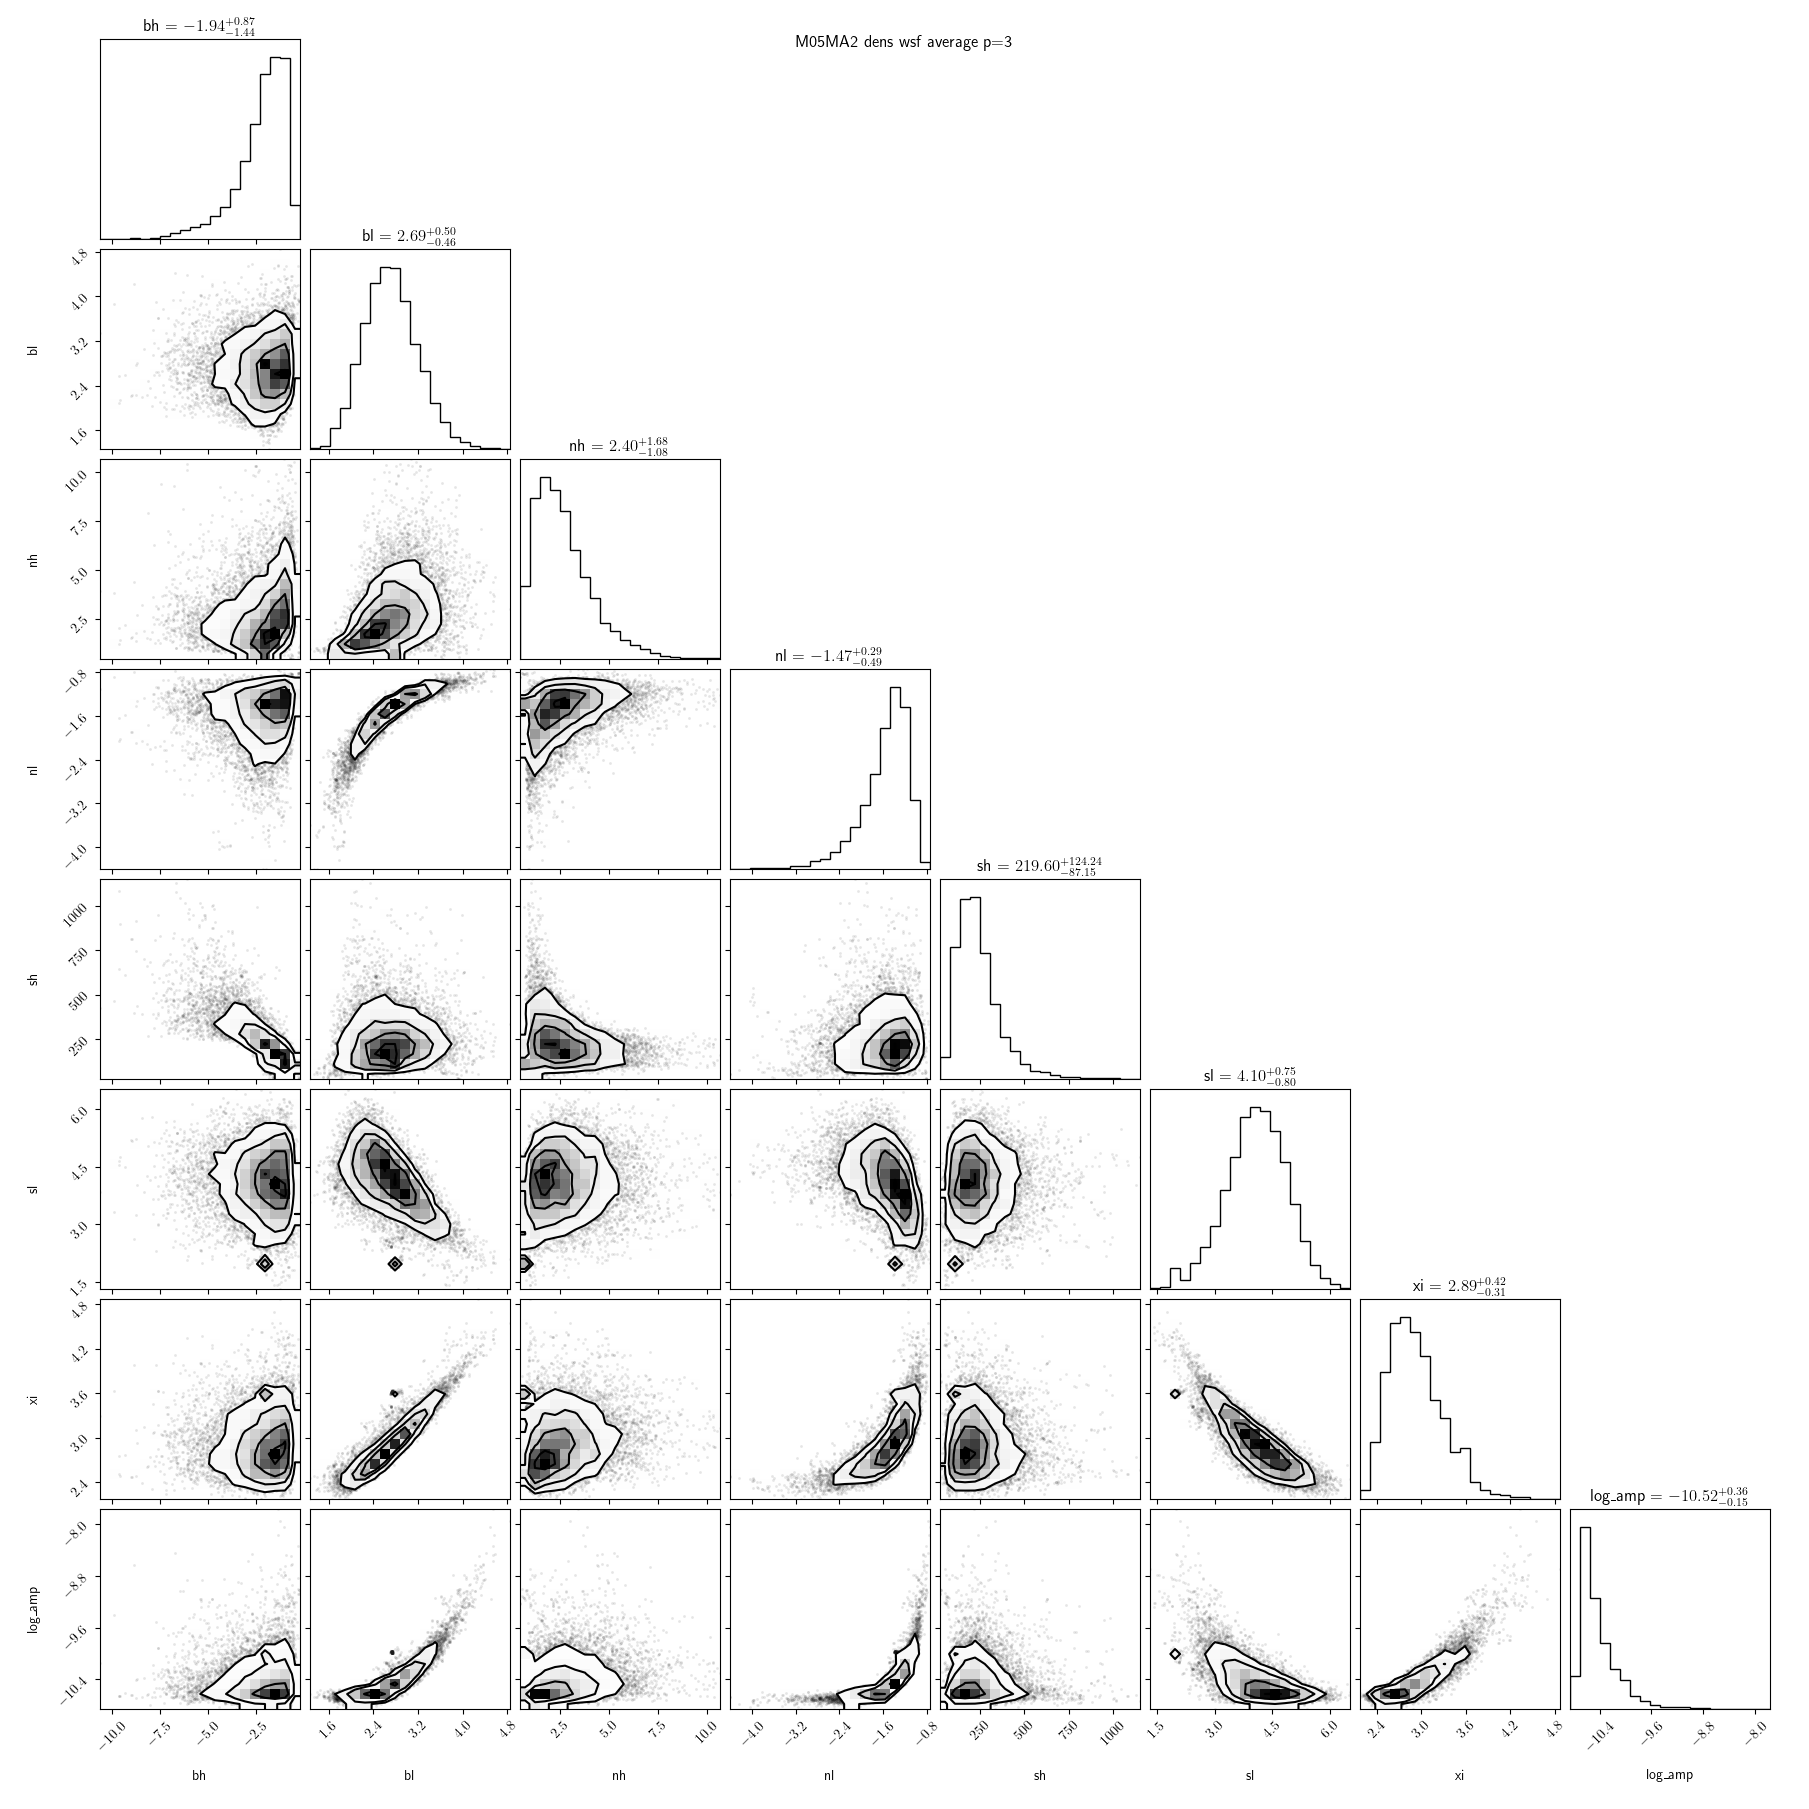 M05MA2 dens wsf average p=3
bh = −1.94 +0.87 −1.44
bl = 2.69 +0.50 −0.46
4.8
4.0
3.2
2.4
1.6
bl
nh = 2.40 +1.68 −1.08
10.0
7.5
5.0
2.5
nh
nl = −1.47 +0.29 −0.49
−0.8
−1.6
−2.4
−3.2
−4.0
nl
sh = 219.60 +124.24 −87.15
1000
750
500
250
sh
sl = 4.10 +0.75 −0.80
6.0
4.5
3.0
1.5
sl
xi = 2.89 +0.42 −0.31
4.8
4.2
3.6
3.0
2.4
xi
log_amp = −10.52 +0.36 −0.15
−8.0
−8.8
−9.6
−10.4
log_amp
−10.0 −7.5 −5.0 −2.5 1.6 2.4 3.2 4.0 4.8 2.5 5.0 7.5 10.0 −4.0 −3.2 −2.4 −1.6 −0.8 250 500 750 1000 1.5 3.0 4.5 6.0 2.4 3.0 3.6 4.2 4.8 −10.4 −9.6 −8.8 −8.0
bh bl nh nl sh sl xi log_amp